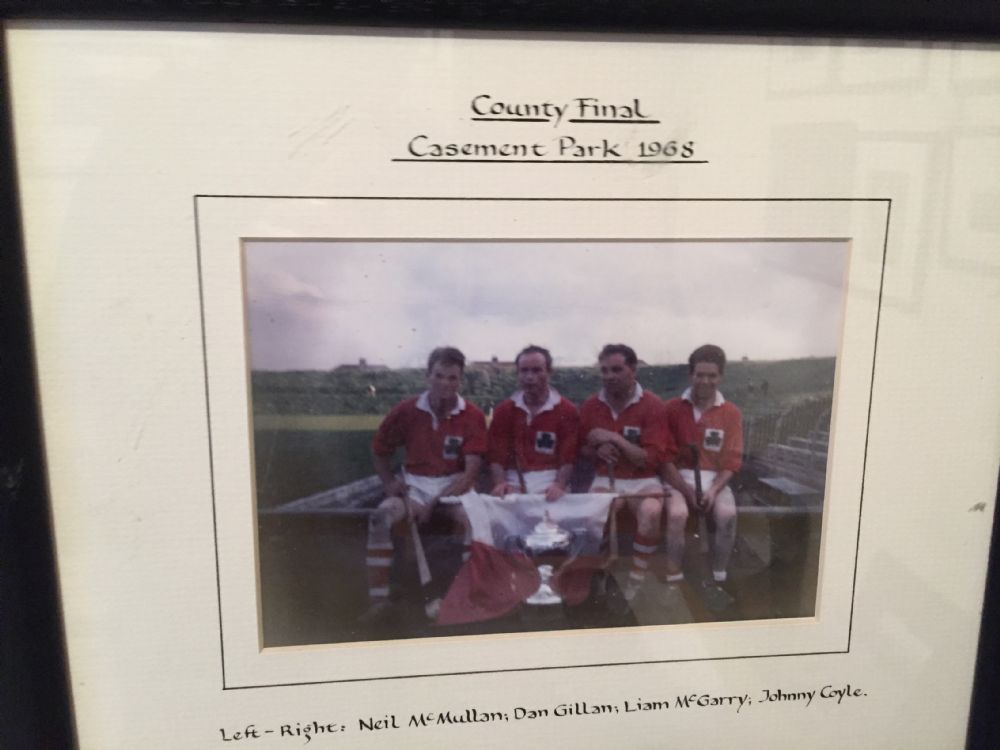 County Final
Casement Park 1968
Left-Right: Neil McMullan; Dan Gillan; Liam McGarry; Johnny Coyle.